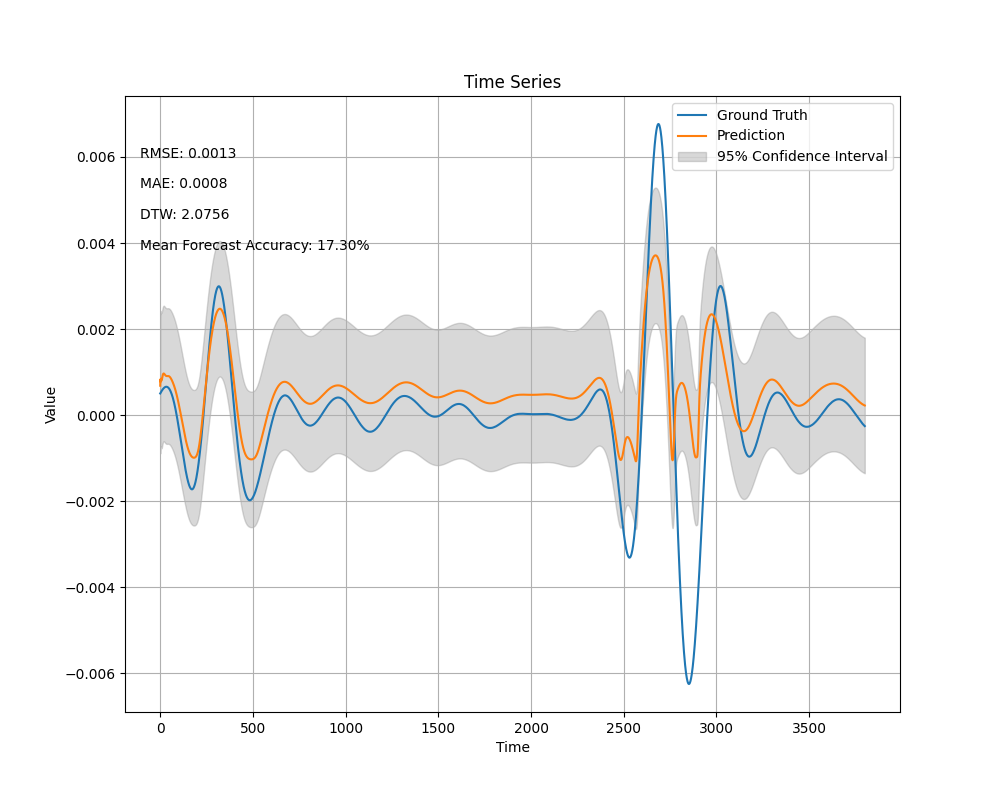 Time Series
Ground Truth
Prediction
95% Confidence Interval
RMSE: 0.0013
MAE: 0.0008
DTW: 2.0756
Mean Forecast Accuracy: 17.30%
Value
0.006
0.004
0.002
0.000
−0.002
−0.004
−0.006
0 500 1000 1500 2000 2500 3000 3500
Time